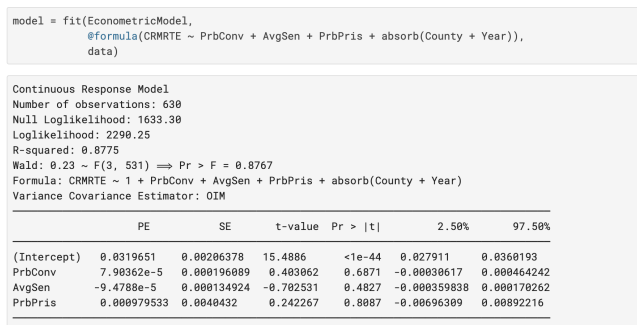 model = fit(EconometricModel,
@formula(CRMRTE ~ PrbConv + AvgSen + PrbPris + absorb(County + Year)),
data)
Continuous Response Model
Number of observations: 630
Null Loglikelihood: 1633.30
Loglikelihood: 2290.25
R-squared: 0.8775
Wald: 0.23 ~ F(3, 531) ⟹ Pr > F = 0.8767
Formula: CRMRTE ~ 1 + PrbConv + AvgSen + PrbPris + absorb(County + Year)
Variance Covariance Estimator: OIM
PE SE t-value Pr > |t| 2.50% 97.50%
(Intercept) 0.0319651 0.00206378 15.4886 <1e-44 0.027911 0.0360193
PrbConv 7.90362e-5 0.000196089 0.403062 0.6871 -0.00030617 0.000464242
AvgSen -9.4788e-5 0.000134924 -0.702531 0.4827 -0.000359838 0.000170262
PrbPris 0.000979533 0.0040432 0.242267 0.8087 -0.00696309 0.00892216